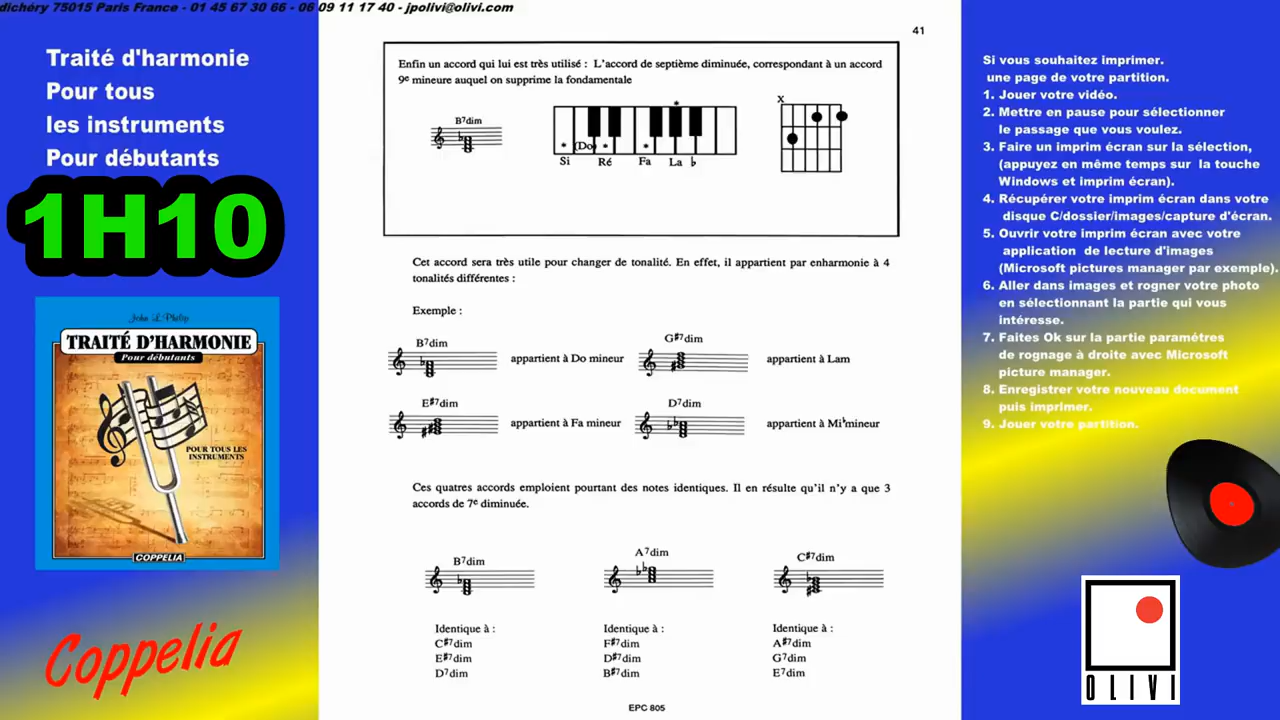 dichéry 75015 Paris France - 01 45 67 30 66 - 06 09 11 17 40 - jpolivi@olivi.com
Traité d'harmonie
Pour tous
les instruments
Pour débutants
1H10
John L. Philip
TRAITÉ D'HARMONIE
Pour débutants
POUR TOUS LES
INSTRUMENTS
COPPELIA
Coppelia
41
Enfin un accord qui lui est très utilisé : L'accord de septième diminuée, correspondant à un accord
9e mineure auquel on supprime la fondamentale
B7dim
X
(Do)
Si Ré Fa La ♭
Cet accord sera très utile pour changer de tonalité. En effet, il appartient par enharmonie à 4
tonalités différentes :
Exemple :
B7dim appartient à Do mineur
G#7dim appartient à Lam
E#7dim appartient à Fa mineur
D7dim appartient à Mi♭mineur
Ces quatres accords emploient pourtant des notes identiques. Il en résulte qu'il n'y a que 3
accords de 7e diminuée.
B7dim
Identique à :
C#7dim
E#7dim
D7dim
A7dim
Identique à :
F#7dim
D#7dim
B#7dim
C#7dim
Identique à :
A#7dim
G7dim
E7dim
EPC 805
Si vous souhaitez imprimer.
une page de votre partition.
1. Jouer votre vidéo.
2. Mettre en pause pour sélectionner
le passage que vous voulez.
3. Faire un imprim écran sur la sélection,
(appuyez en même temps sur la touche
Windows et imprim écran).
4. Récupérer votre imprim écran dans votre
disque C/dossier/images/capture d'écran.
5. Ouvrir votre imprim écran avec votre
application de lecture d'images
(Microsoft pictures manager par exemple).
6. Aller dans images et rogner votre photo
en sélectionnant la partie qui vous
intéresse.
7. Faites Ok sur la partie paramètres
de rognage à droite avec Microsoft
picture manager.
8. Enregistrer votre nouveau document
puis imprimer.
9. Jouer votre partition.
OLIVI